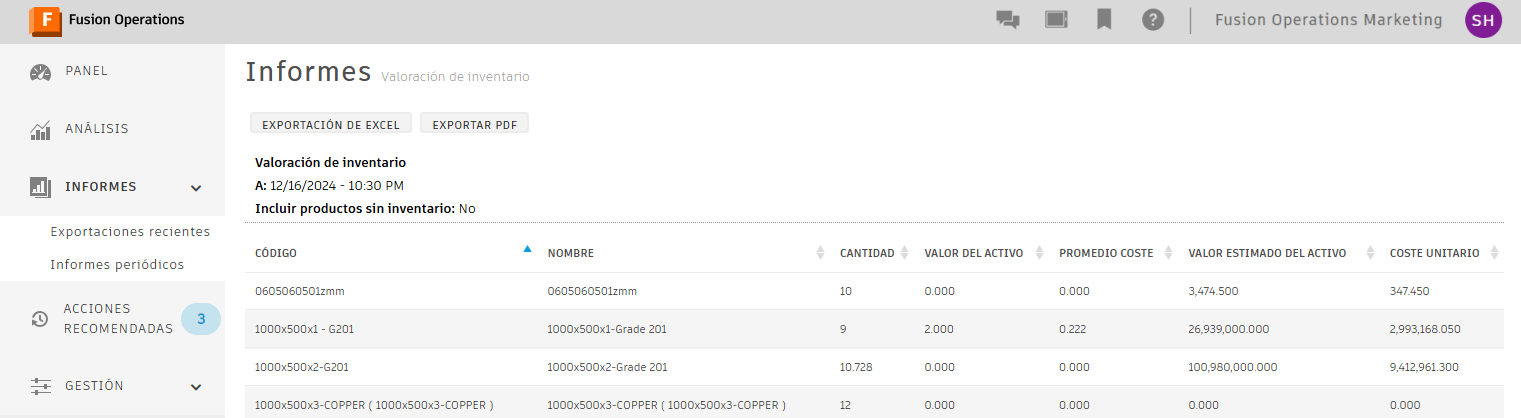 F Fusion Operations
Fusion Operations Marketing SH
PANEL
ANÁLISIS
INFORMES
Exportaciones recientes
Informes periódicos
ACCIONES
RECOMENDADAS 3
GESTIÓN
Informes Valoración de inventario
EXPORTACIÓN DE EXCEL EXPORTAR PDF
Valoración de inventario
A: 12/16/2024 - 10:30 PM
Incluir productos sin inventario: No
CÓDIGO NOMBRE CANTIDAD VALOR DEL ACTIVO PROMEDIO COSTE VALOR ESTIMADO DEL ACTIVO COSTE UNITARIO
0605060501zmm 0605060501zmm 10 0.000 0.000 3,474.500 347.450
1000x500x1 - G201 1000x500x1-Grade 201 9 2.000 0.222 26,939,000.000 2,993,168.050
1000x500x2-G201 1000x500x2-Grade 201 10.728 0.000 0.000 100,980,000.000 9,412,961.300
1000x500x3-COPPER ( 1000x500x3-COPPER ) 1000x500x3-COPPER ( 1000x500x3-COPPER ) 12 0.000 0.000 0.000 0.000